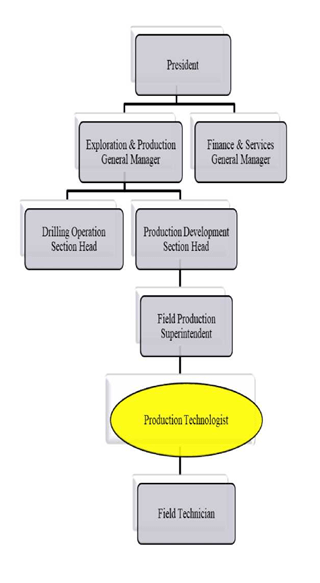 President
Exploration & Production
General Manager
Finance & Services
General Manager
Drilling Operation
Section Head
Production Development
Section Head
Field Production
Superintendent
Production Technologist
Field Technician